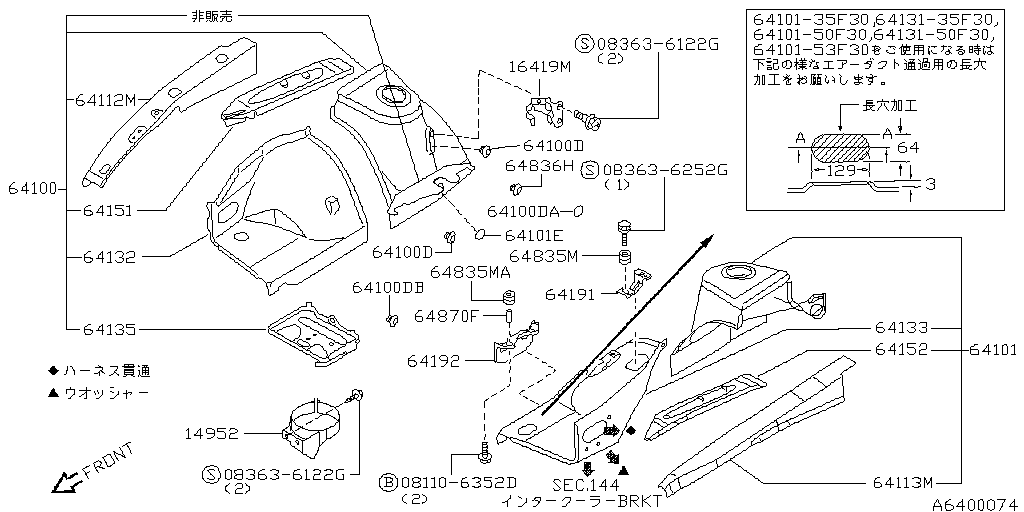 非販売
S08363-6122G
(2)
16419M
64101-35F30,64131-35F30,
64101-50F30,64131-50F30,
64101-53F30をご使用になる時は
下記の様なエアーダクト通過用の長穴
加工をお願いします。
長穴加工
A
A
64
129
3
64112M
64100D
64836H
S08363-6252G
(1)
64100
64151
64100DA
64101E
64132
64100D
64835M
64835MA
64100DB
64191
64135
64870F
64133
64192
64152
64101
◆ハーネス貫通
▲ウオッシャー
14952
FRONT
S08363-6122G
(2)
B08110-6352D
(2)
SEC.144
インタークーラーBRKT
64113M
A6400074